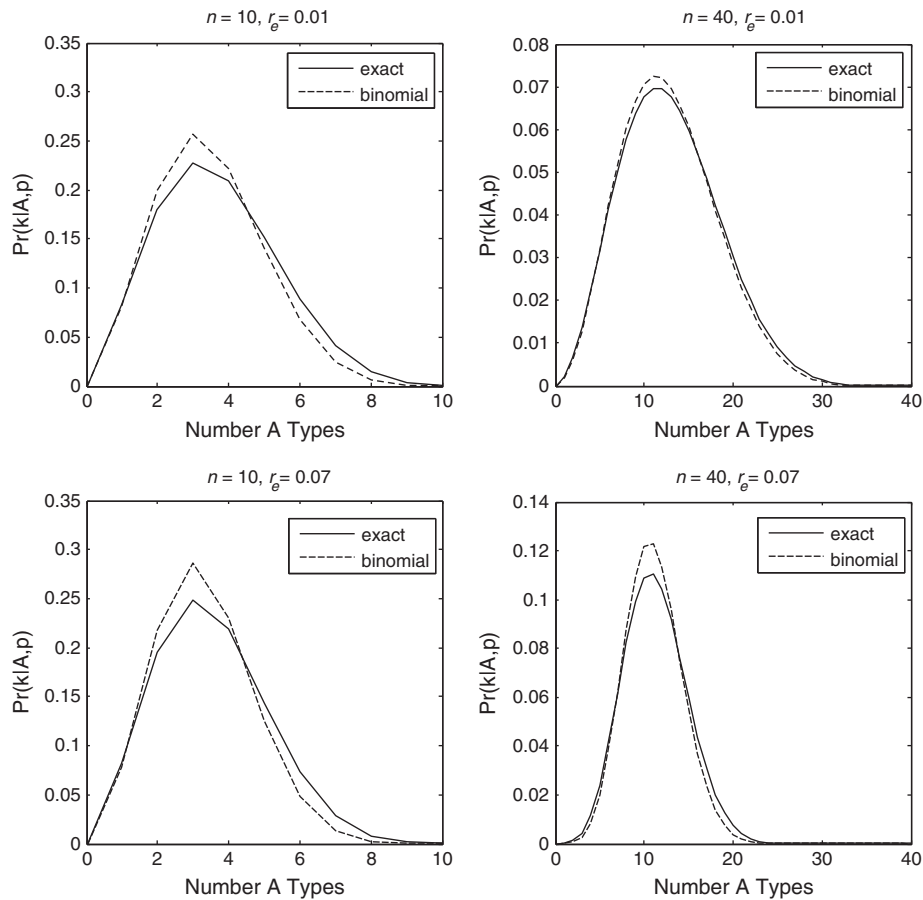 n = 10, rₑ = 0.01
0.35
0.3
0.25
0.2
0.15
0.1
0.05
0
Pr(k|A,p)
exact
binomial
0 2 4 6 8 10
Number A Types
n = 40, rₑ = 0.01
0.08
0.07
0.06
0.05
0.04
0.03
0.02
0.01
0
Pr(k|A,p)
exact
binomial
0 10 20 30 40
Number A Types
n = 10, rₑ = 0.07
0.35
0.3
0.25
0.2
0.15
0.1
0.05
0
Pr(k|A,p)
exact
binomial
0 2 4 6 8 10
Number A Types
n = 40, rₑ = 0.07
0.14
0.12
0.1
0.08
0.06
0.04
0.02
0
Pr(k|A,p)
exact
binomial
0 10 20 30 40
Number A Types